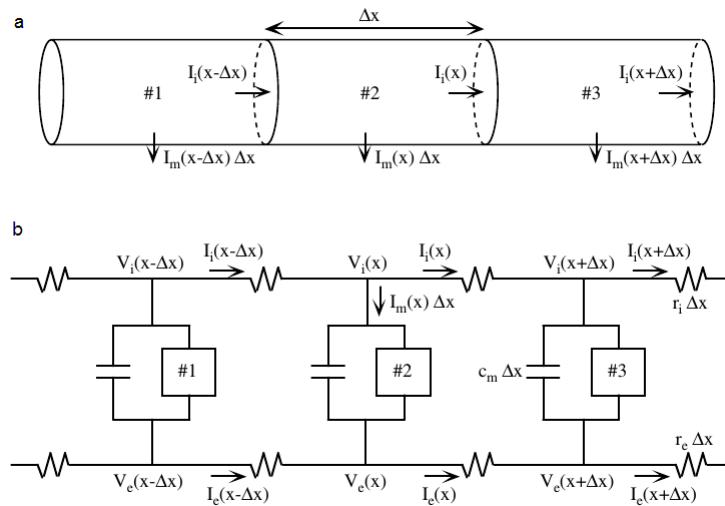 a
Δx
I_i(x-Δx) I_i(x) I_i(x+Δx)
#1 #2 #3
I_m(x-Δx) Δx I_m(x) Δx I_m(x+Δx) Δx
b
V_i(x-Δx) I_i(x-Δx) V_i(x) I_i(x) V_i(x+Δx) I_i(x+Δx)
I_m(x) Δx r_i Δx
#1 #2 c_m Δx #3
r_e Δx
V_e(x-Δx) I_e(x-Δx) V_e(x) I_e(x) V_e(x+Δx) I_e(x+Δx)